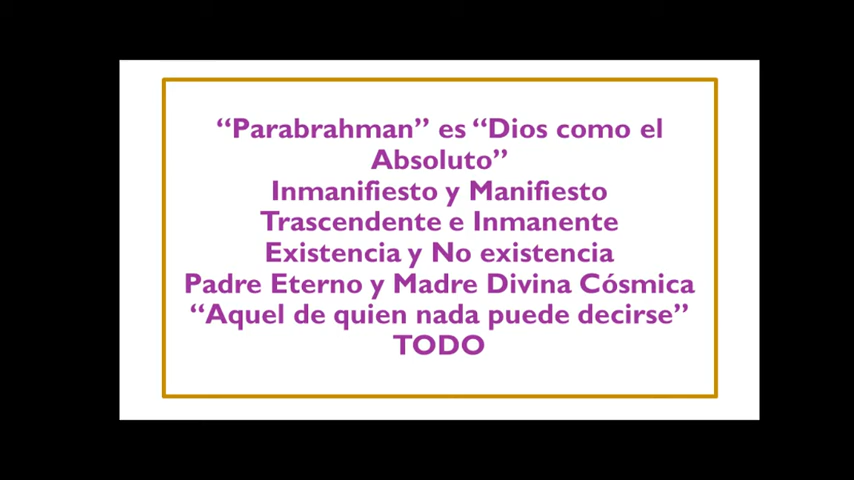 “Parabrahman” es “Dios como el
Absoluto”
Inmanifiesto y Manifiesto
Trascendente e Inmanente
Existencia y No existencia
Padre Eterno y Madre Divina Cósmica
“Aquel de quien nada puede decirse”
TODO